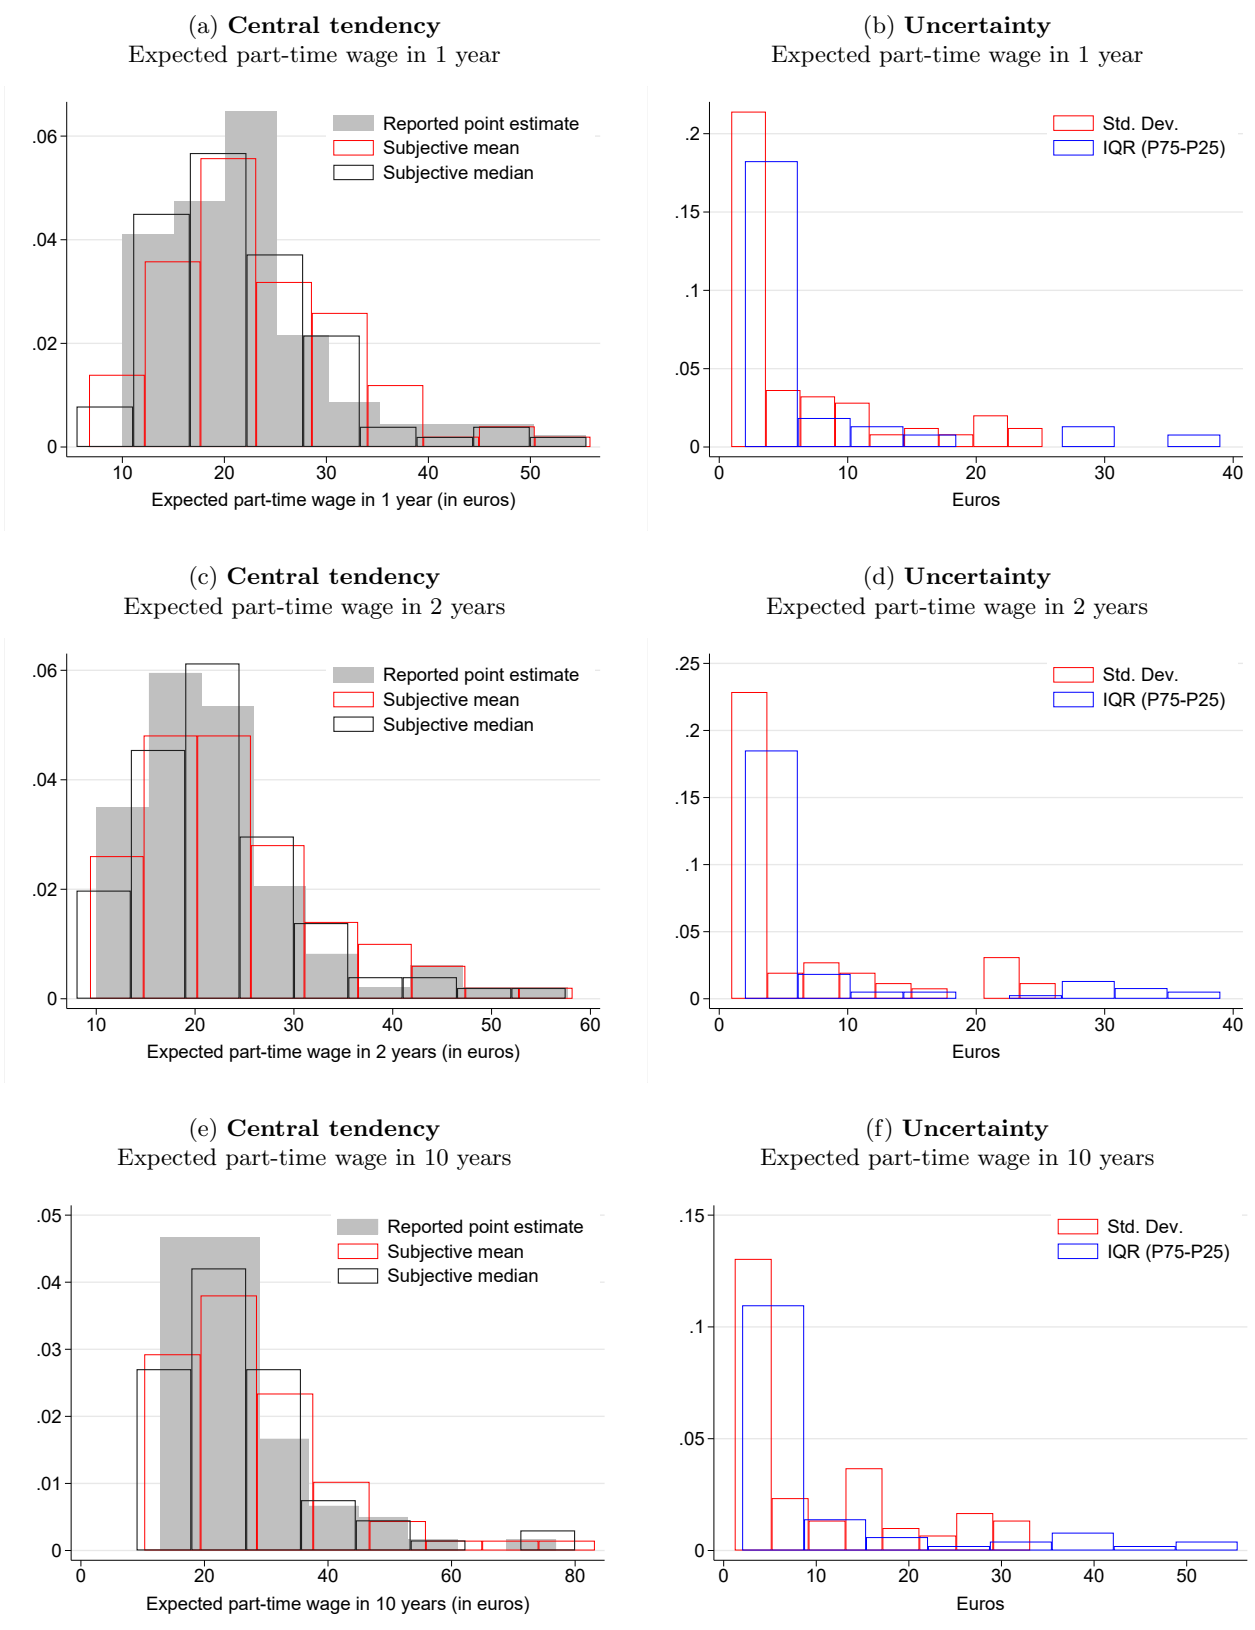 (a) Central tendency
Expected part-time wage in 1 year
.06
.04
.02
0
10 20 30 40 50
Reported point estimate
Subjective mean
Subjective median
Expected part-time wage in 1 year (in euros)
(b) Uncertainty
Expected part-time wage in 1 year
.2
.15
.1
.05
0
0 10 20 30 40
Std. Dev.
IQR (P75-P25)
Euros
(c) Central tendency
Expected part-time wage in 2 years
.06
.04
.02
0
10 20 30 40 50 60
Reported point estimate
Subjective mean
Subjective median
Expected part-time wage in 2 years (in euros)
(d) Uncertainty
Expected part-time wage in 2 years
.25
.2
.15
.1
.05
0
0 10 20 30 40
Std. Dev.
IQR (P75-P25)
Euros
(e) Central tendency
Expected part-time wage in 10 years
.05
.04
.03
.02
.01
0
0 20 40 60 80
Reported point estimate
Subjective mean
Subjective median
Expected part-time wage in 10 years (in euros)
(f) Uncertainty
Expected part-time wage in 10 years
.15
.1
.05
0
0 10 20 30 40 50
Std. Dev.
IQR (P75-P25)
Euros